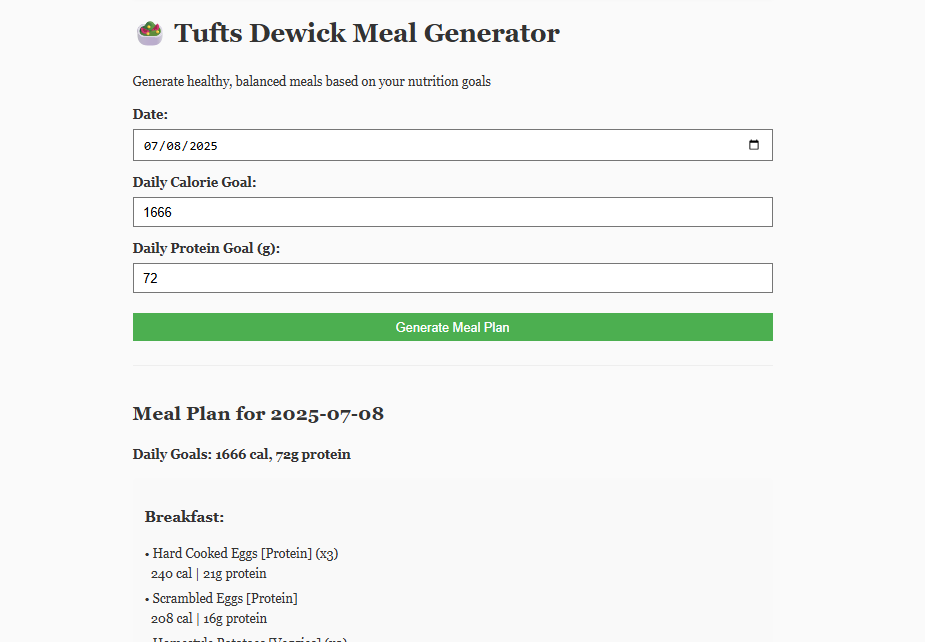 Tufts Dewick Meal Generator
Generate healthy, balanced meals based on your nutrition goals
Date:
07/08/2025
Daily Calorie Goal:
1666
Daily Protein Goal (g):
72
Generate Meal Plan
Meal Plan for 2025-07-08
Daily Goals: 1666 cal, 72g protein
Breakfast:
• Hard Cooked Eggs [Protein] (x3)
240 cal | 21g protein
• Scrambled Eggs [Protein]
208 cal | 16g protein
• Homestyle Potatoes [Veggies]